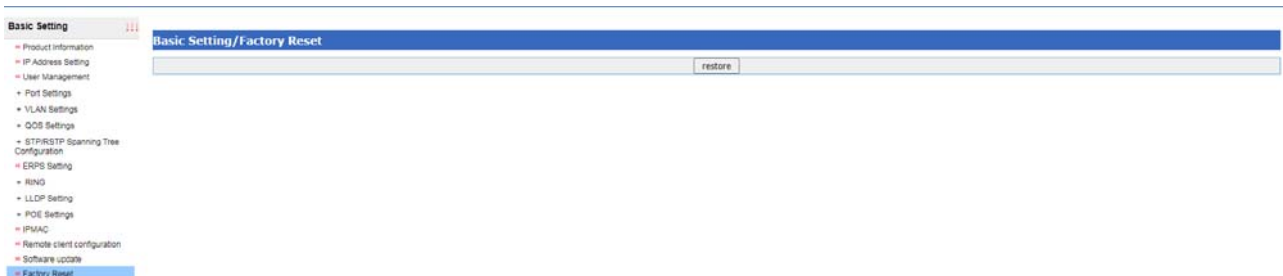 Basic Setting
Product Information
IP Address Setting
User Management
+ Port Settings
+ VLAN Settings
+ QOS Settings
+ STP/RSTP Spanning Tree
Configuration
ERPS Setting
+ RING
+ LLDP Setting
+ POE Settings
IPMAC
Remote client configuration
Software update
Factory Reset
Basic Setting/Factory Reset
restore